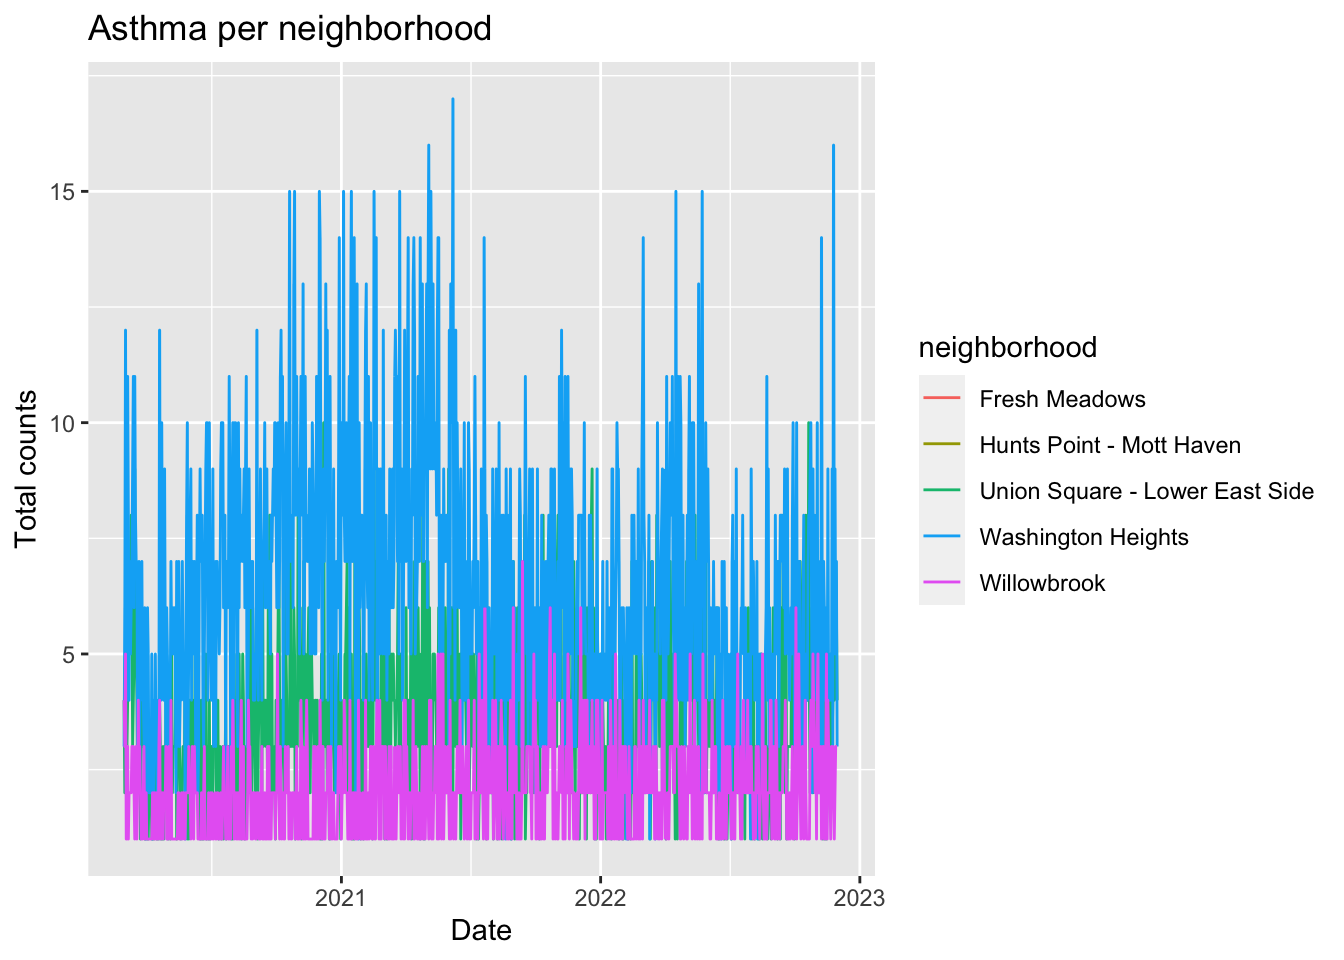 Asthma per neighborhood
Total counts
15
10
5
2021
2022
2023
Date
neighborhood
Fresh Meadows
Hunts Point - Mott Haven
Union Square - Lower East Side
Washington Heights
Willowbrook